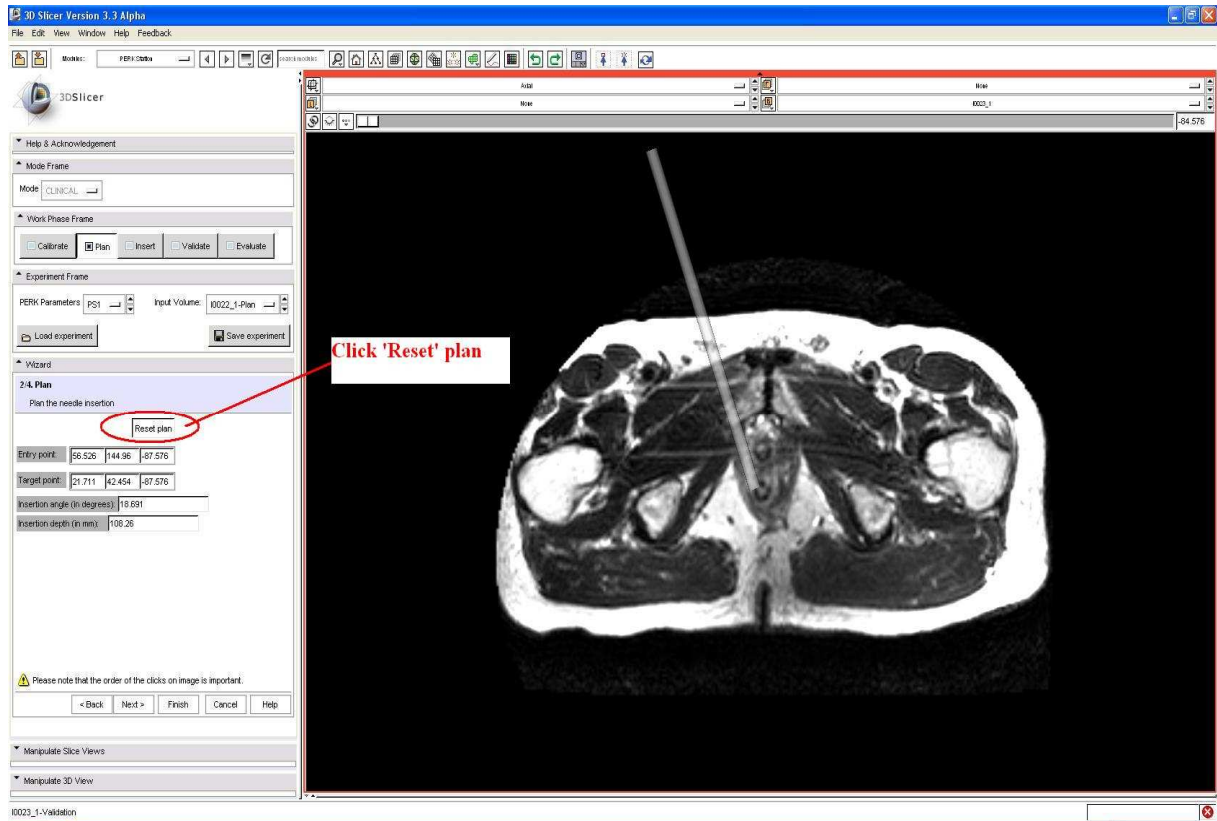 3D Slicer Version 3.3 Alpha
File Edit View Window Help Feedback
Modules: PERKStation search modules
3DSlicer
Axial None
None I0023_1
-84.576
Help & Acknowledgement
Mode Frame
Mode CLINICAL
Work Phase Frame
Calibrate Plan Insert Validate Evaluate
Experiment Frame
PERK Parameters PS1 Input Volume: I0022_1-Plan
Load experiment Save experiment
Click 'Reset' plan
Wizard
2/4. Plan
Plan the needle insertion
Reset plan
Entry point: 56.526 144.96 -87.576
Target point: 21.711 42.454 -87.576
Insertion angle (in degrees): 18.691
Insertion depth (in mm): 108.26
Please note that the order of the clicks on image is important.
< Back Next > Finish Cancel Help
Manipulate Slice Views
Manipulate 3D View
I0023_1-Validation